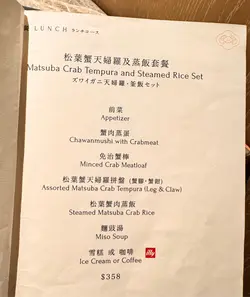 LUNCH ランチコース
松葉蟹天婦羅及蒸飯套餐
Matsuba Crab Tempura and Steamed Rice Set
ズワイガニ天婦羅・釜飯セット
前菜
Appetizer
蟹肉蒸蛋
Chawanmushi with Crabmeat
免治蟹棒
Minced Crab Meatloaf
松葉蟹天婦羅拼盤 (蟹腳、蟹鉗)
Assorted Matsuba Crab Tempura (Leg & Claw)
松葉蟹肉蒸飯
Steamed Matsuba Crab Rice
麵豉湯
Miso Soup
雪糕 或 咖啡
illy
Ice Cream or Coffee
$358